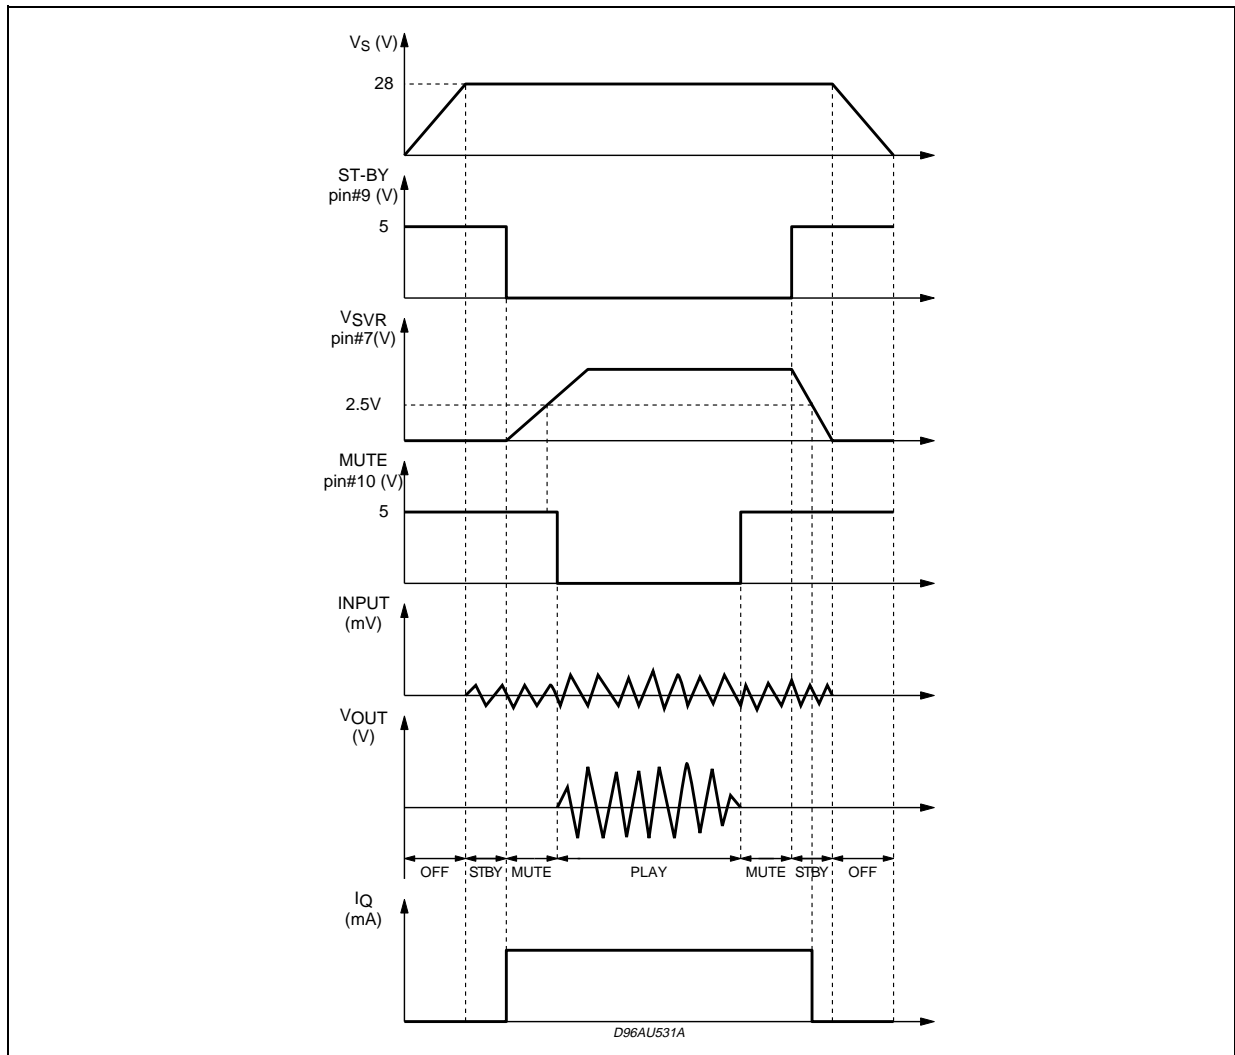 VS (V)
28
ST-BY
pin#9 (V)
5
VSVR
pin#7(V)
2.5V
MUTE
pin#10 (V)
5
INPUT
(mV)
VOUT
(V)
OFF STBY MUTE PLAY MUTE STBY OFF
IQ
(mA)
D96AU531A